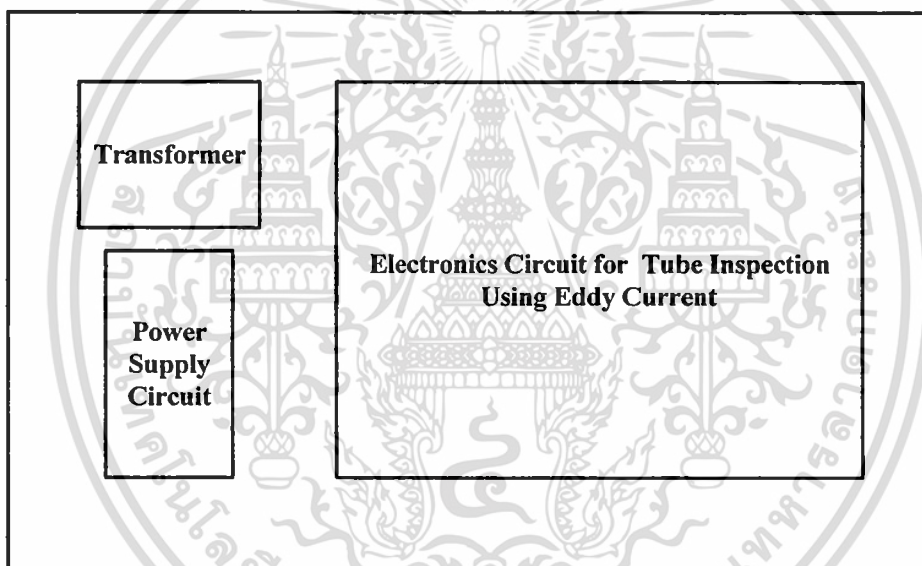 Transformer
Electronics Circuit for Tube Inspection
Using Eddy Current
Power
Supply
Circuit